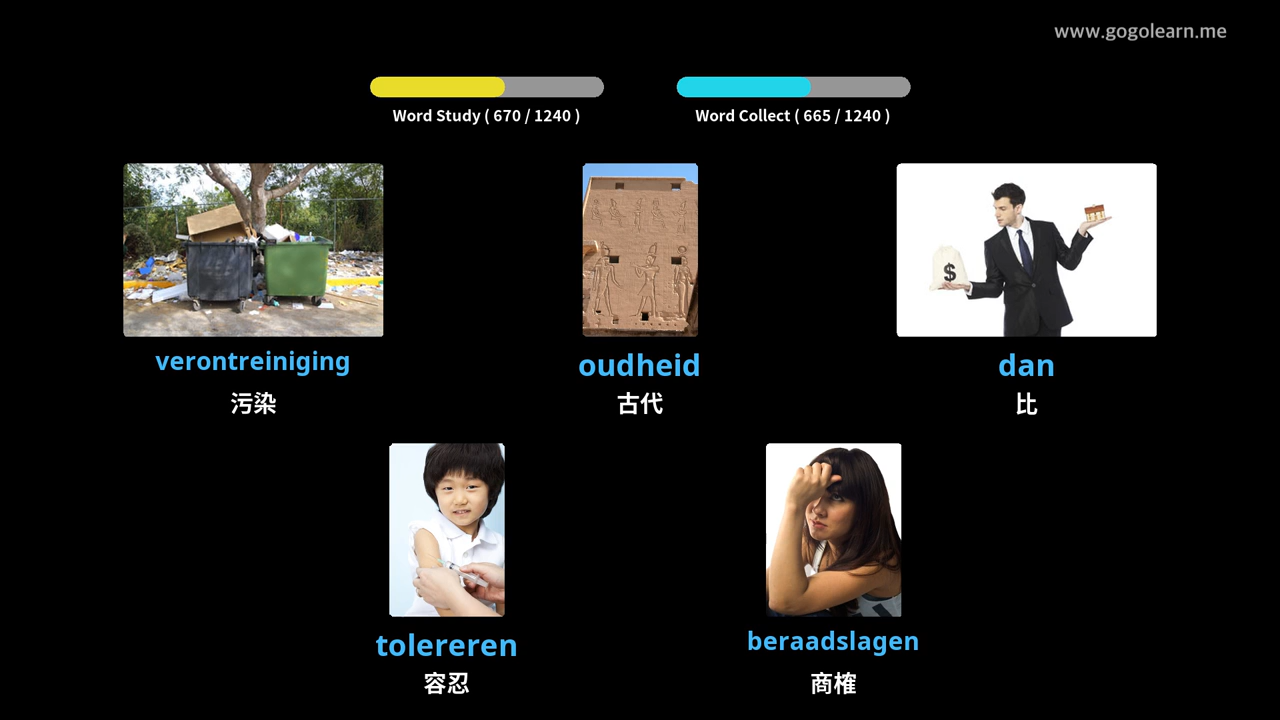 www.gogolearn.me
Word Study ( 670 / 1240 )
Word Collect ( 665 / 1240 )
$
verontreiniging
污染
oudheid
古代
dan
比
tolereren
容忍
beraadslagen
商榷